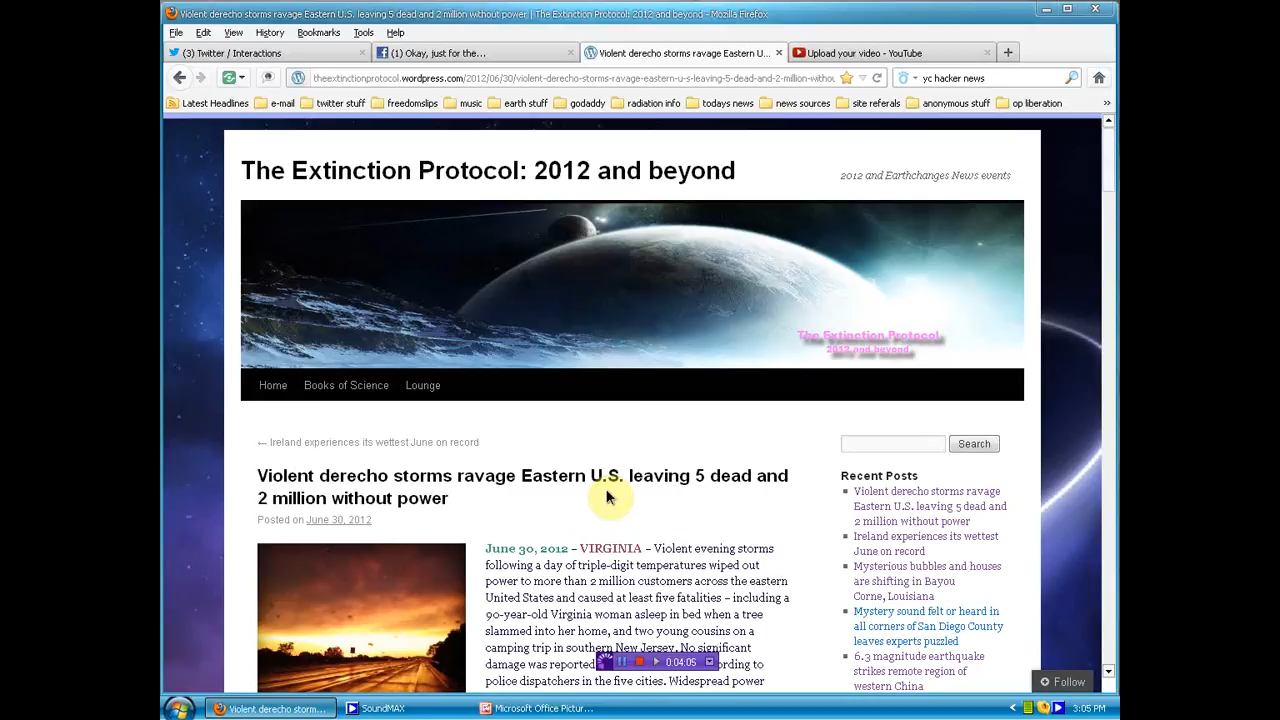 Violent derecho storms ravage Eastern U.S. leaving 5 dead and 2 million without power | The Extinction Protocol: 2012 and beyond - Mozilla Firefox
File Edit View History Bookmarks Tools Help
(3) Twitter / Interactions × (1) Okay, just for the... × Violent derecho storms ravage Eastern U... × Upload your video - YouTube × +
theextinctionprotocol.wordpress.com/2012/06/30/violent-derecho-storms-ravage-eastern-u-s-leaving-5-dead-and-2-million-withou yc hacker news
Latest Headlines e-mail twitter stuff freedomslips music earth stuff godaddy radiation info todays news news sources site referals anonymous stuff op liberation »
The Extinction Protocol: 2012 and beyond
2012 and Earthchanges News events
The Extinction Protocol
2012 and beyond
Home Books of Science Lounge
← Ireland experiences its wettest June on record
Search
Violent derecho storms ravage Eastern U.S. leaving 5 dead and
2 million without power
Posted on June 30, 2012
June 30, 2012 – VIRGINIA – Violent evening storms
following a day of triple-digit temperatures wiped out
power to more than 2 million customers across the eastern
United States and caused at least five fatalities – including a
90-year-old Virginia woman asleep in bed when a tree
slammed into her home, and two young cousins on a
camping trip in southern New Jersey. No significant
damage was reported ording to
police dispatchers in the five cities. Widespread power
Recent Posts
Violent derecho storms ravage
Eastern U.S. leaving 5 dead and
2 million without power
Ireland experiences its wettest
June on record
Mysterious bubbles and houses
are shifting in Bayou
Corne, Louisiana
Mystery sound felt or heard in
all corners of San Diego County
leaves experts puzzled
6.3 magnitude earthquake
strikes remote region of
western China
0:04:05
Follow
Violent derecho storm... SoundMAX Microsoft Office Pictur... 3:05 PM